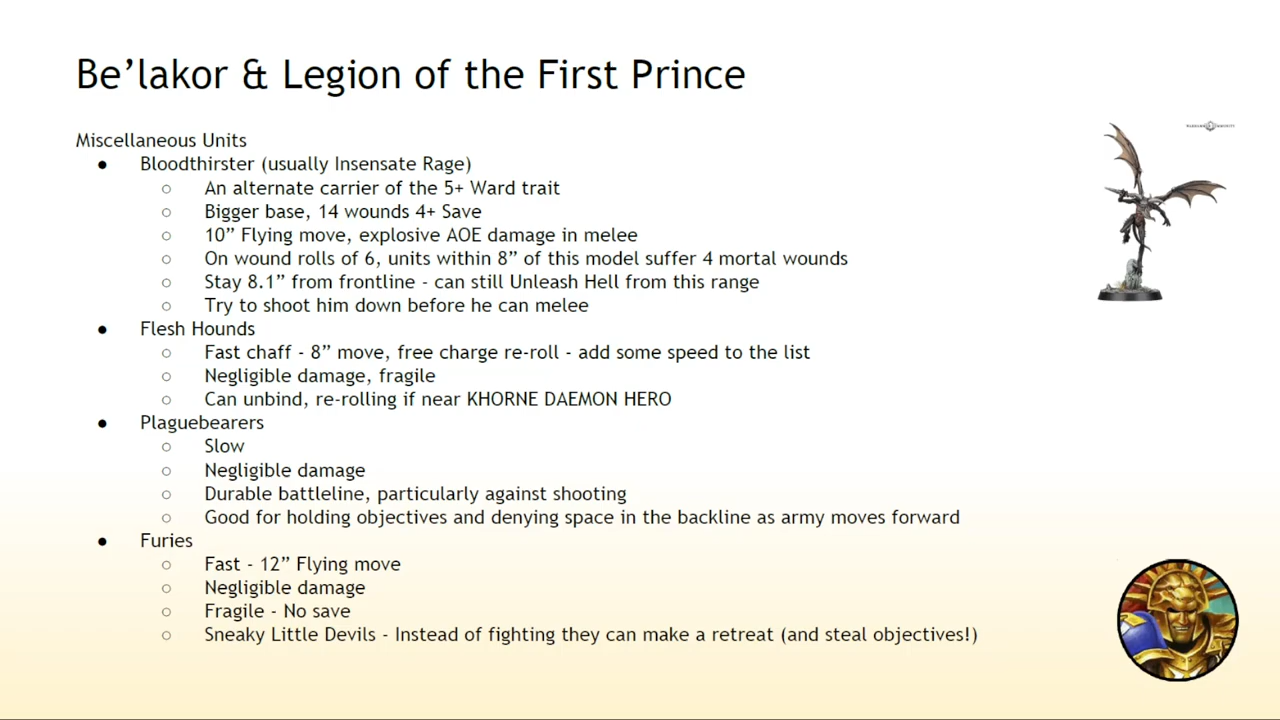 Be’lakor & Legion of the First Prince
Miscellaneous Units
● Bloodthirster (usually Insensate Rage)
○ An alternate carrier of the 5+ Ward trait
○ Bigger base, 14 wounds 4+ Save
○ 10” Flying move, explosive AOE damage in melee
○ On wound rolls of 6, units within 8” of this model suffer 4 mortal wounds
○ Stay 8.1” from frontline - can still Unleash Hell from this range
○ Try to shoot him down before he can melee
● Flesh Hounds
○ Fast chaff - 8” move, free charge re-roll - add some speed to the list
○ Negligible damage, fragile
○ Can unbind, re-rolling if near KHORNE DAEMON HERO
● Plaguebearers
○ Slow
○ Negligible damage
○ Durable battleline, particularly against shooting
○ Good for holding objectives and denying space in the backline as army moves forward
● Furies
○ Fast - 12” Flying move
○ Negligible damage
○ Fragile - No save
○ Sneaky Little Devils - Instead of fighting they can make a retreat (and steal objectives!)